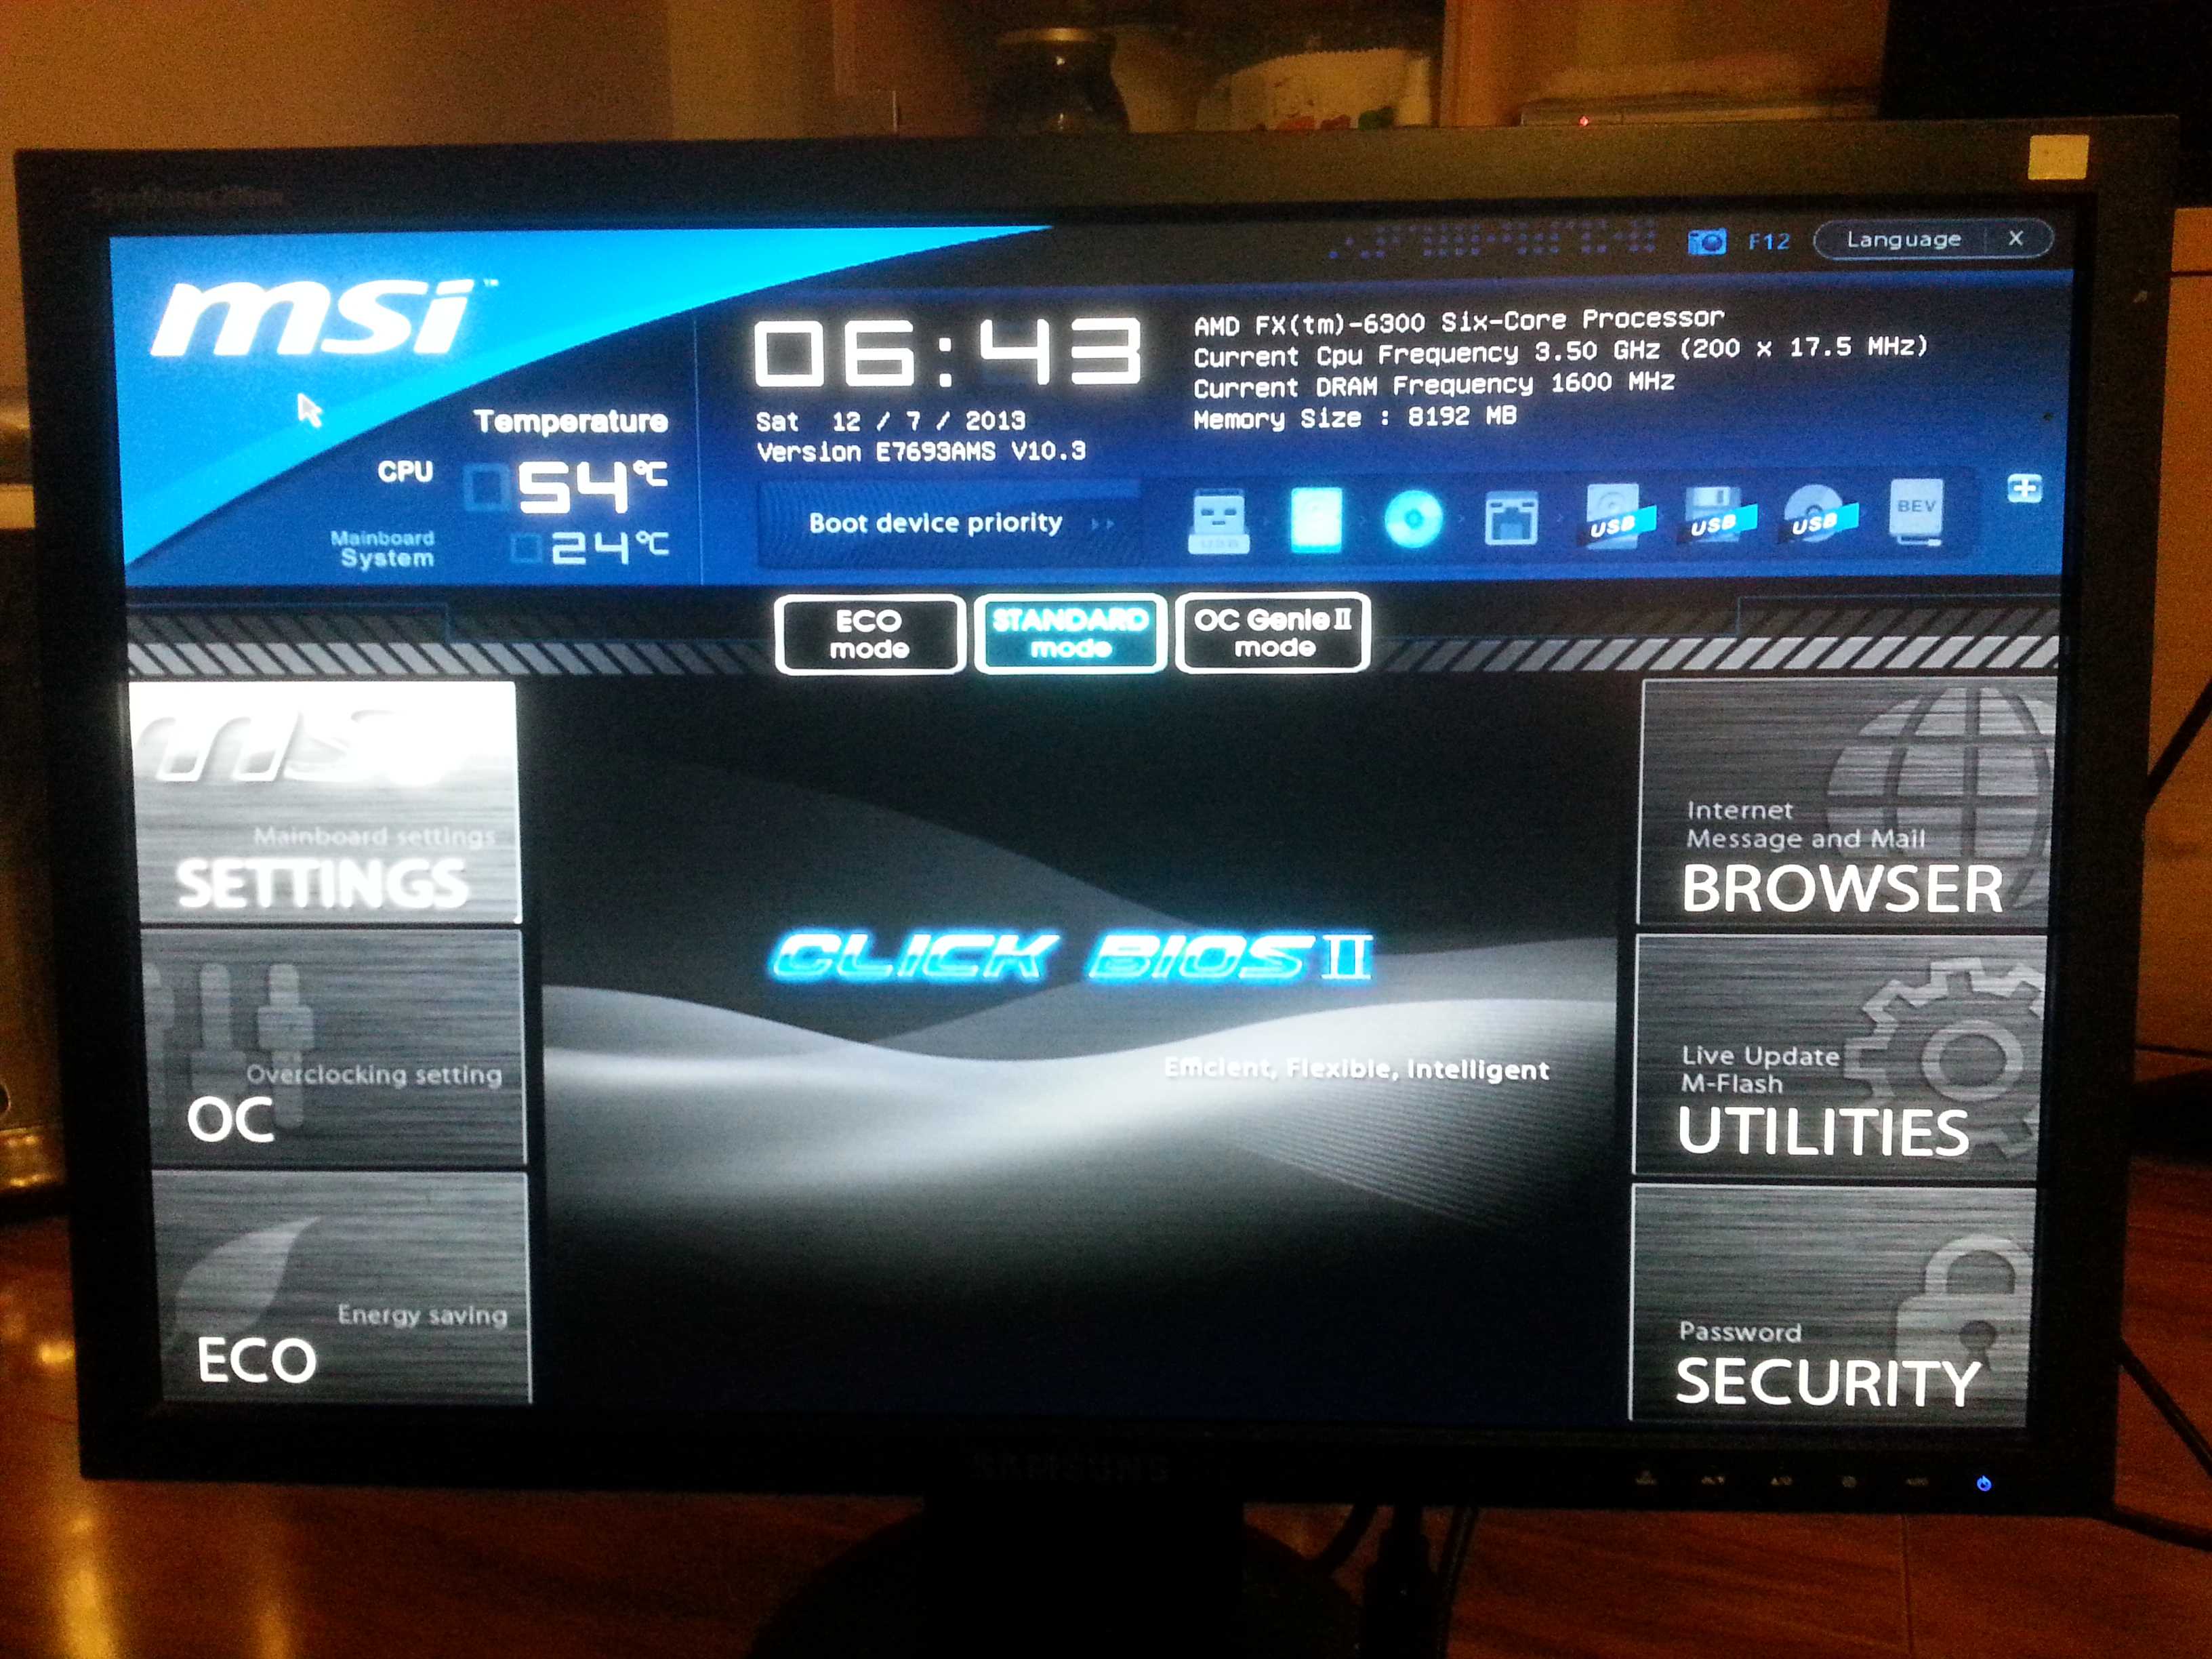 msi™
F12
Language X
06:43
AMD FX(tm)-6300 Six-Core Processor
Current Cpu Frequency 3.50 GHz (200 x 17.5 MHz)
Current DRAM Frequency 1600 MHz
Memory Size : 8192 MB
Sat 12 / 7 / 2013
Version E7693AMS V10.3
Temperature
CPU 54°C
Mainboard
System 24°C
Boot device priority
USB
USB
USB
USB
BEV
ECO
mode
STANDARD
mode
OC Genie II
mode
msi
Mainboard settings
SETTINGS
Overclocking setting
OC
Energy saving
ECO
CLICK BIOS II
Efficient, Flexible, Intelligent
Internet
Message and Mail
BROWSER
Live Update
M-Flash
UTILITIES
Password
SECURITY
SAMSUNG